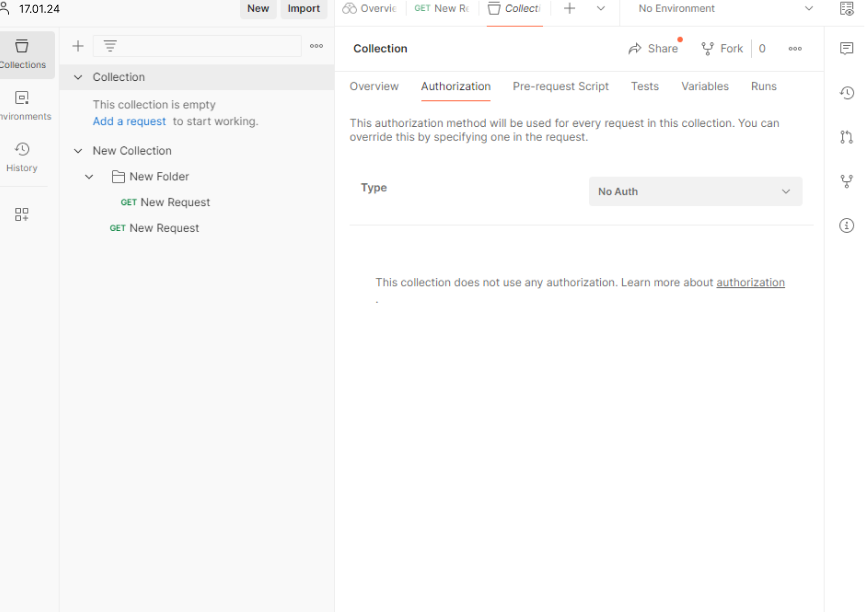 17.01.24
New
Import
Overvie
GET New Re
Collecti
No Environment
Collections
Environments
History
Collection
This collection is empty
Add a request to start working.
New Collection
New Folder
GET New Request
GET New Request
Collection
Share
Fork
0
Overview
Authorization
Pre-request Script
Tests
Variables
Runs
This authorization method will be used for every request in this collection. You can
override this by specifying one in the request.
Type
No Auth
This collection does not use any authorization. Learn more about authorization
.